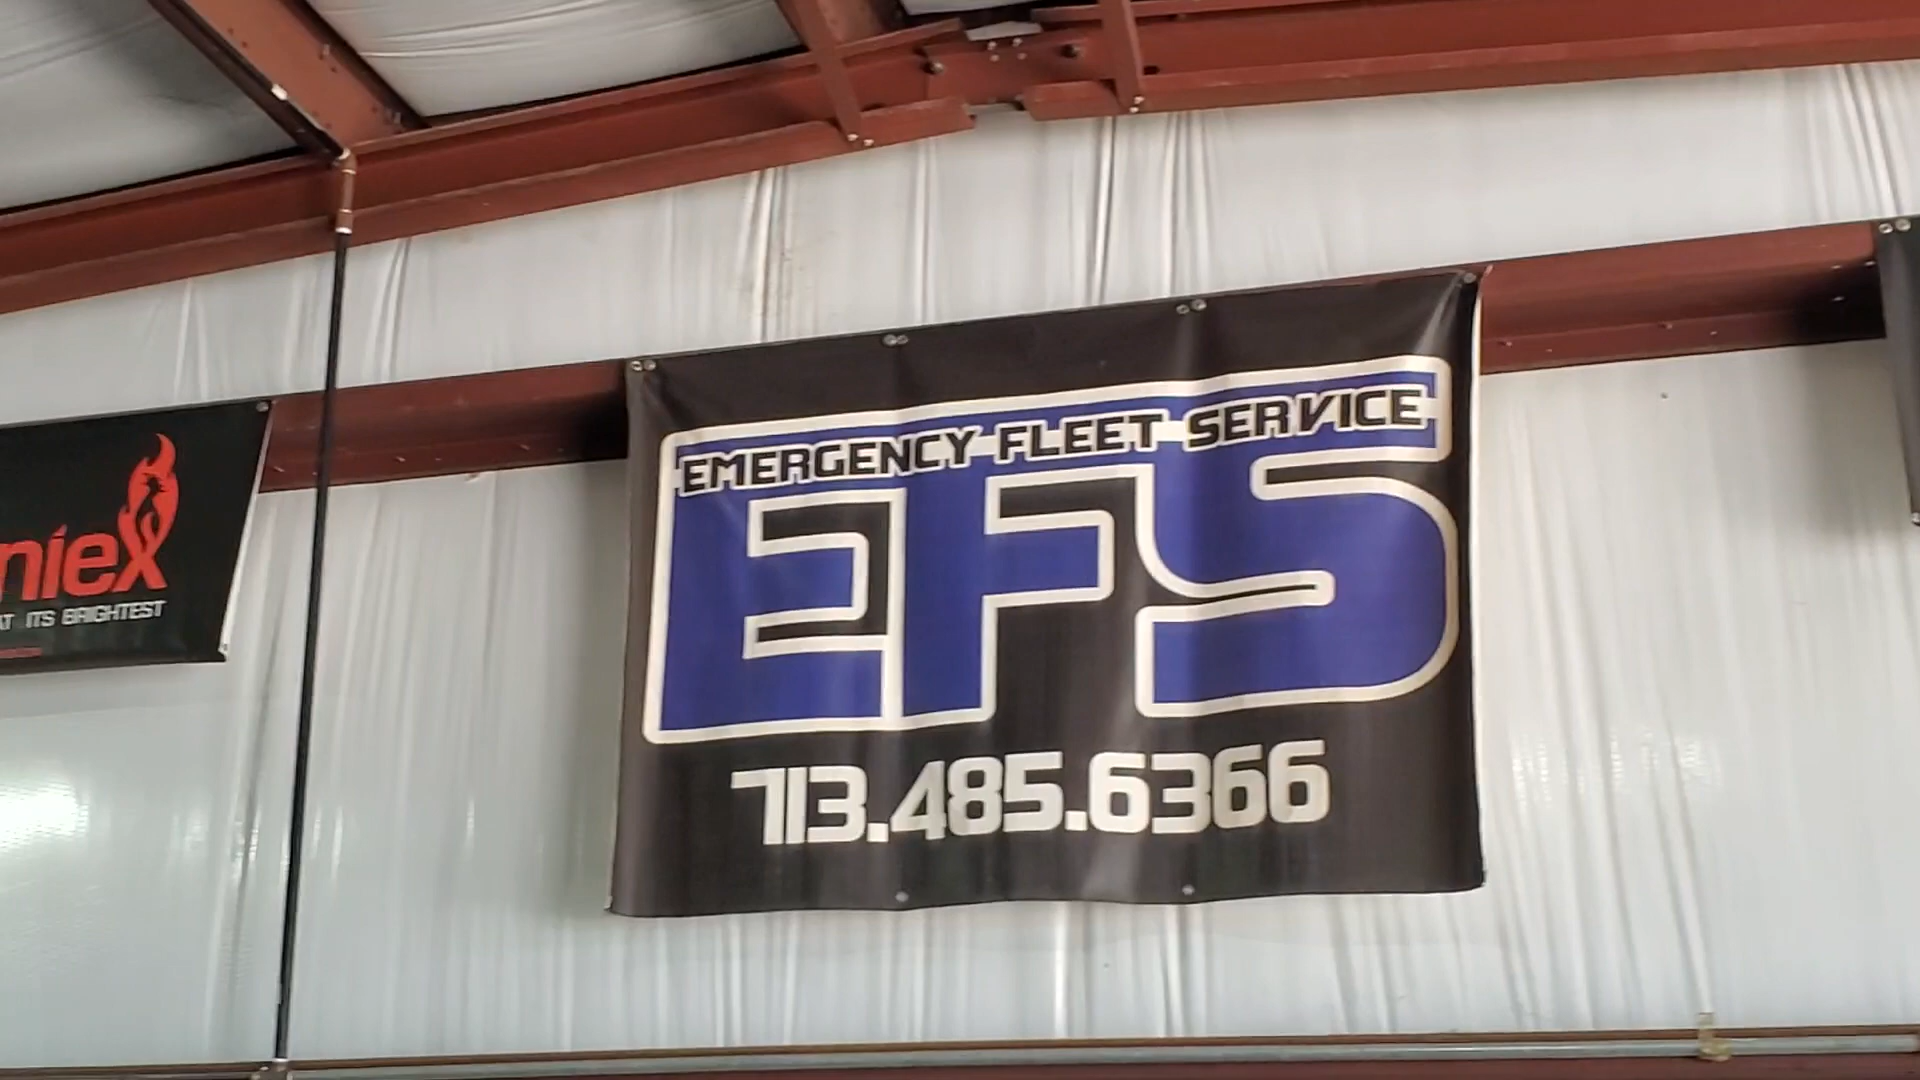 EMERGENCY FLEET SERVICE
EFS
713.485.6366
niex
AT ITS BRIGHTEST